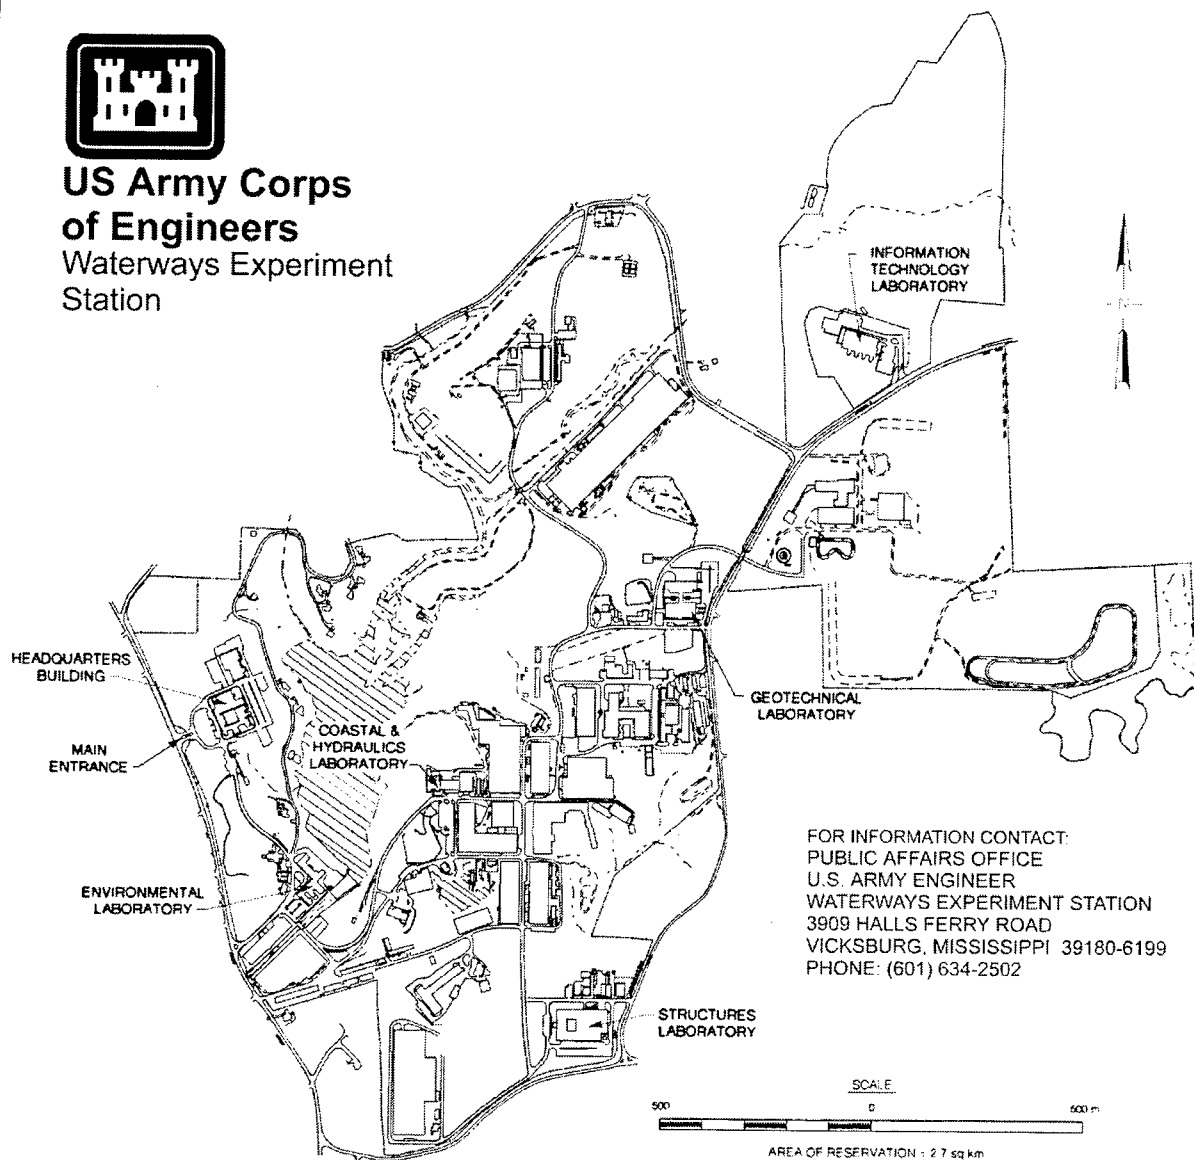 US Army Corps
of Engineers
Waterways Experiment
Station
INFORMATION
TECHNOLOGY
LABORATORY
N
HEADQUARTERS
BUILDING
MAIN
ENTRANCE
COASTAL &
HYDRAULICS
LABORATORY
GEOTECHNICAL
LABORATORY
ENVIRONMENTAL
LABORATORY
STRUCTURES
LABORATORY
FOR INFORMATION CONTACT:
PUBLIC AFFAIRS OFFICE
U.S. ARMY ENGINEER
WATERWAYS EXPERIMENT STATION
3909 HALLS FERRY ROAD
VICKSBURG, MISSISSIPPI 39180-6199
PHONE: (601) 634-2502
SCALE
500 0 500 m
AREA OF RESERVATION : 2.7 sq km